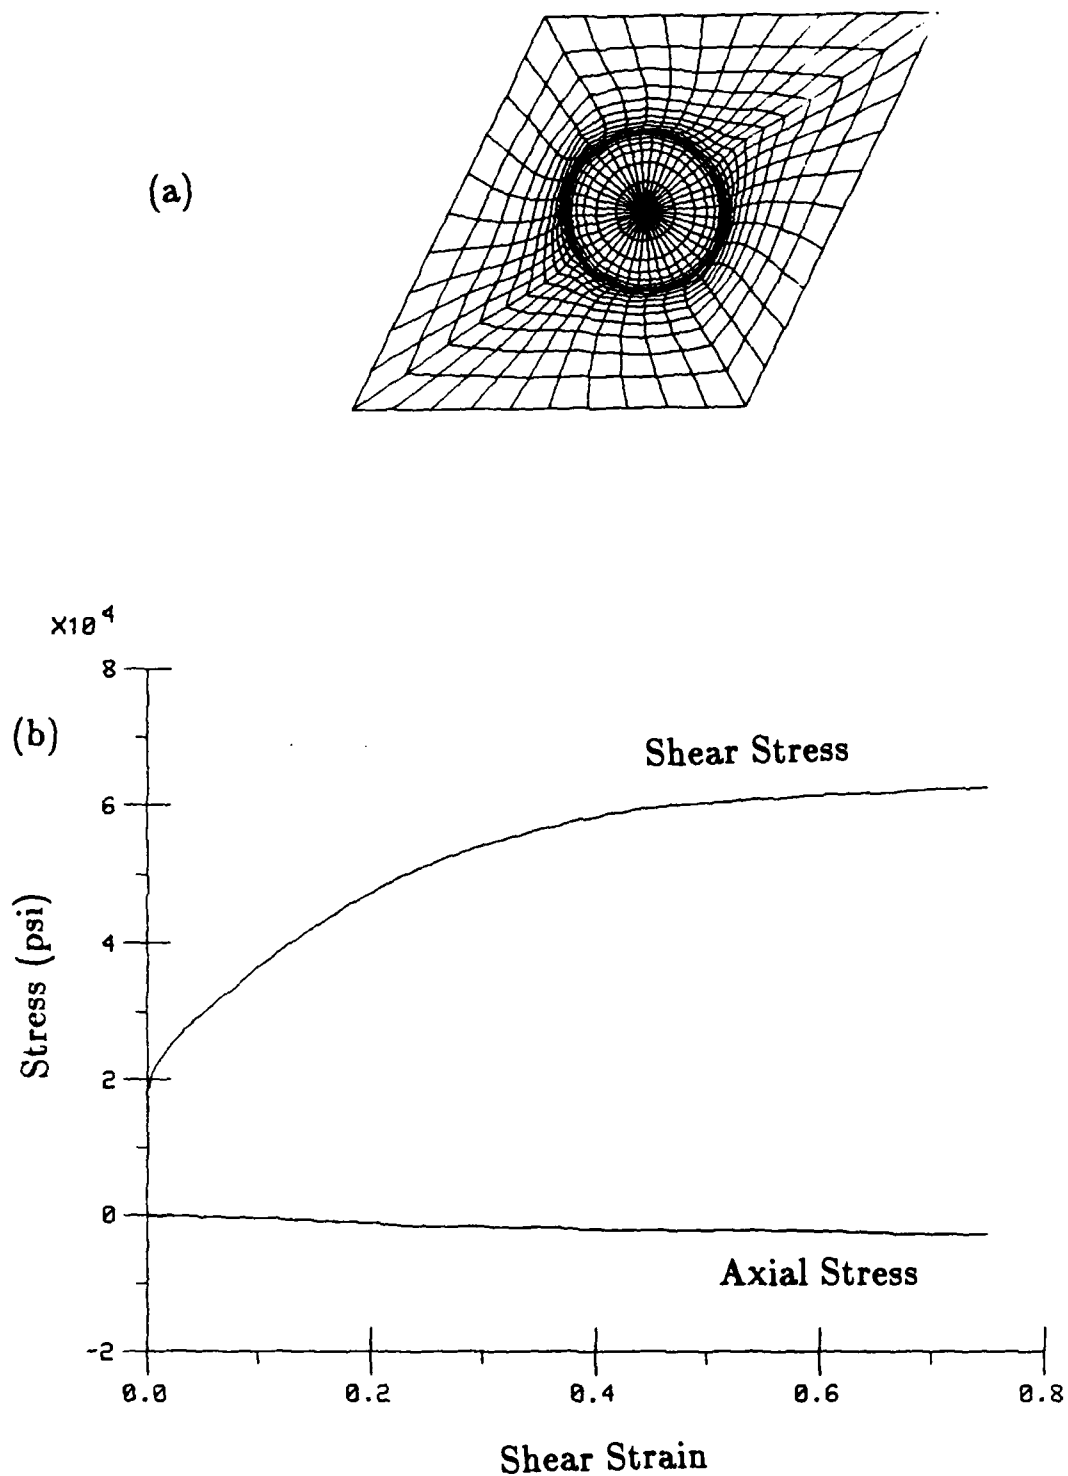 (a)
X10 4
8
(b)
Shear Stress
6
Stress (psi)
4
2
0
Axial Stress
-2
0.0 0.2 0.4 0.6 0.8
Shear Strain